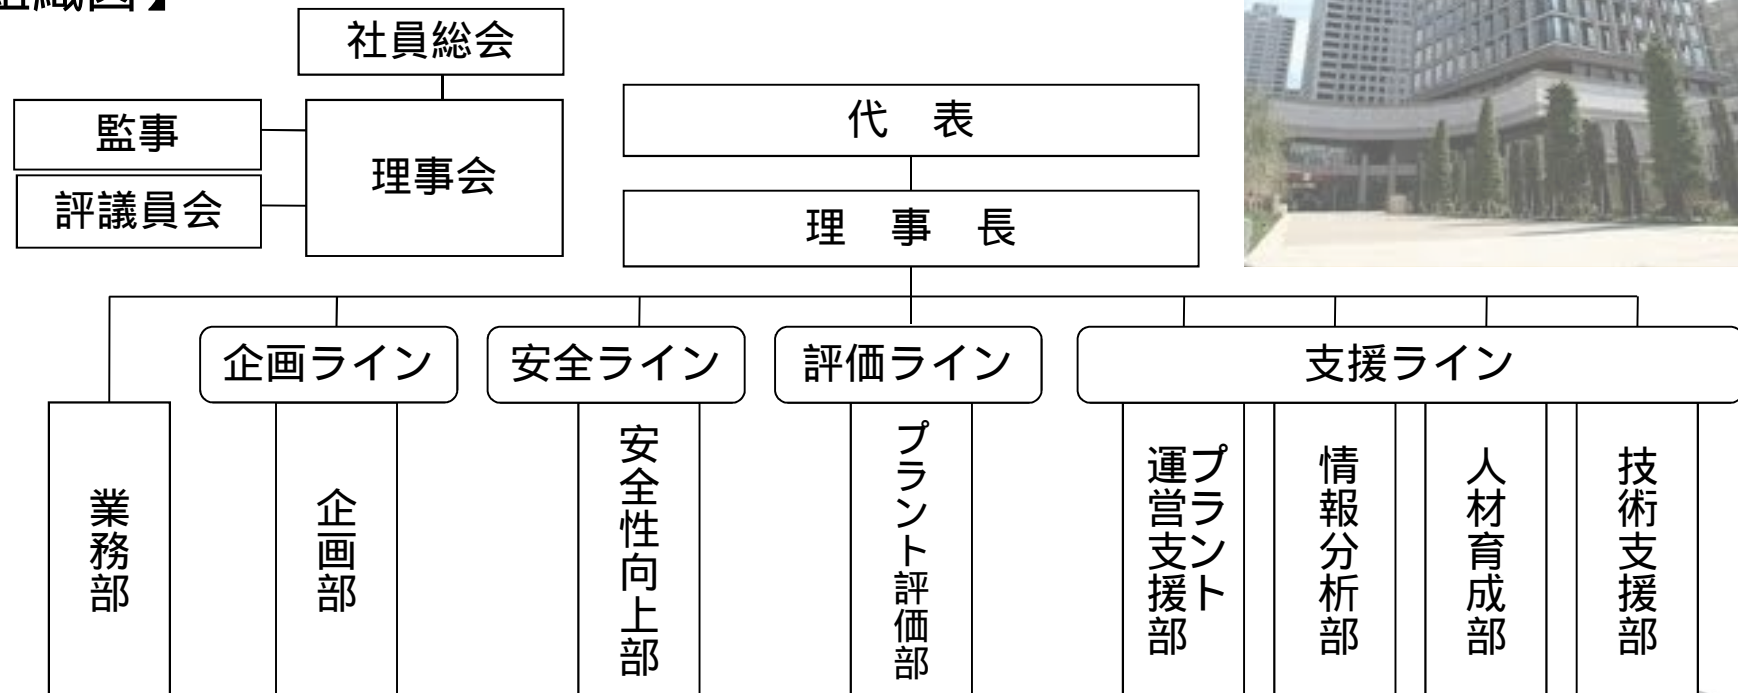 組織図】
社員総会
監事
理事会
評議員会
代 表
理 事 長
企画ライン
安全ライン
評価ライン
支援ライン
業務部
企画部
安全性向上部
プラント評価部
プラント
運営支援部
情報分析部
人材育成部
技術支援部